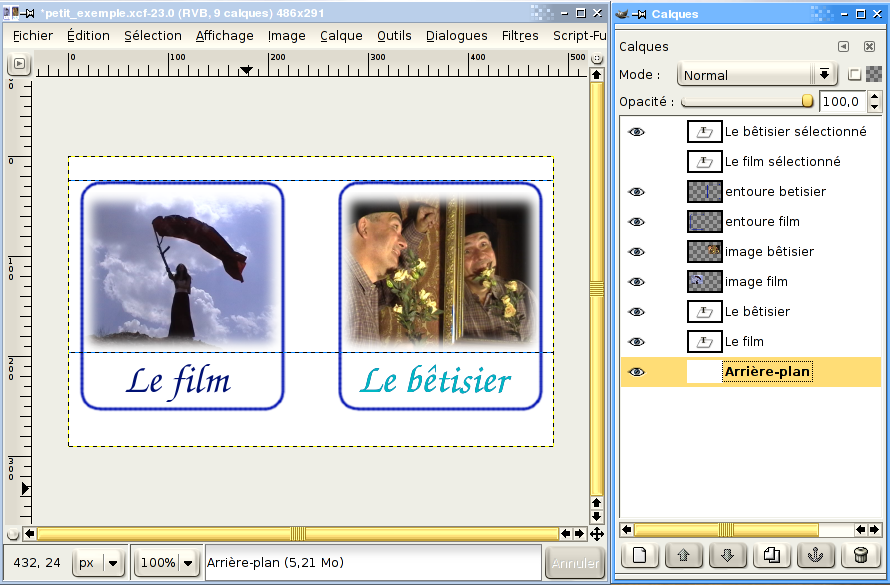 *petit_exemple.xcf-23.0 (RVB, 9 calques) 486x291
Fichier Édition Sélection Affichage Image Calque Outils Dialogues Filtres Script-Fu
0 100 200 300 400 500
0
100
200
300
Le film
Le bêtisier
432, 24 px 100% Arrière-plan (5,21 Mo) Annuler
Calques
Calques
Mode : Normal
Opacité : 100,0
Le bêtisier sélectionné
Le film sélectionné
entoure betisier
entoure film
image bêtisier
image film
Le bêtisier
Le film
Arrière-plan